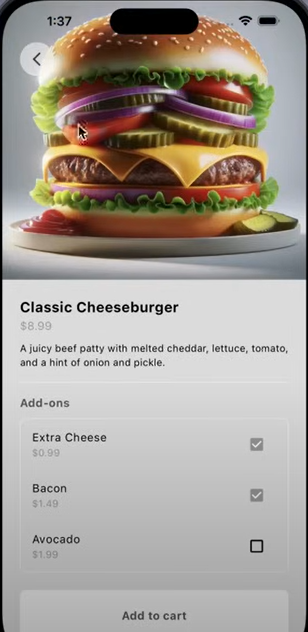 1:37
Classic Cheeseburger
$8.99
A juicy beef patty with melted cheddar, lettuce, tomato,
and a hint of onion and pickle.
Add-ons
Extra Cheese
$0.99
Bacon
$1.49
Avocado
$1.99
Add to cart